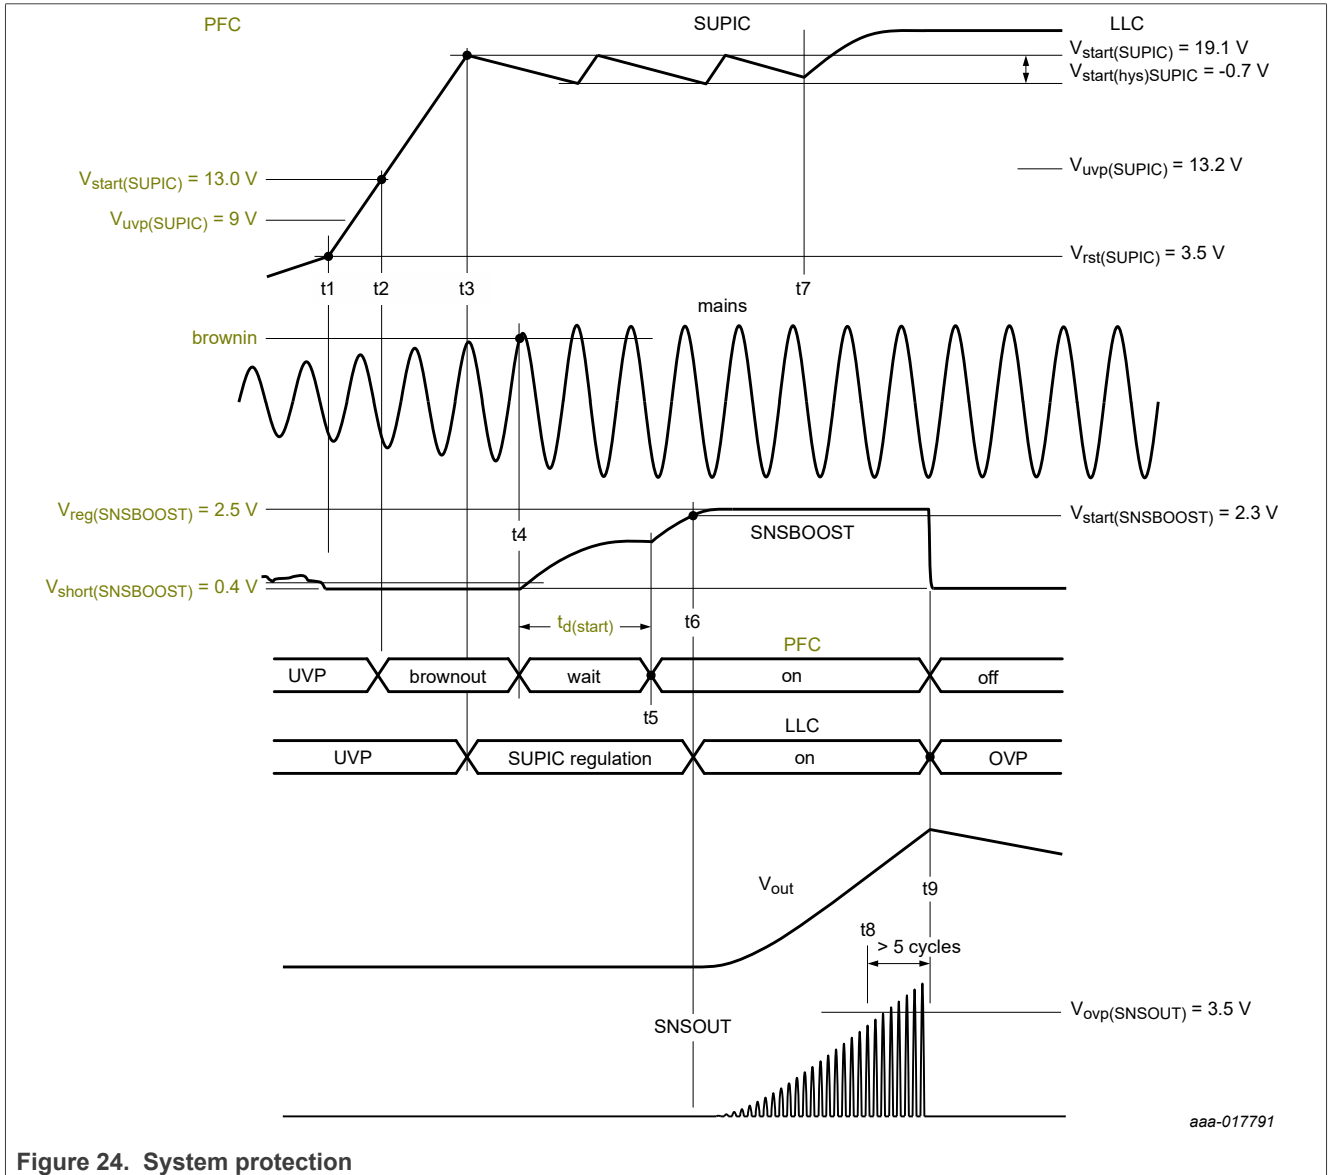 PFC
SUPIC
LLC
Vstart(SUPIC) = 19.1 V
Vstart(hys)SUPIC = -0.7 V
Vstart(SUPIC) = 13.0 V
Vuvp(SUPIC) = 13.2 V
Vuvp(SUPIC) = 9 V
Vrst(SUPIC) = 3.5 V
t1
t2
t3
t7
mains
brownin
Vreg(SNSBOOST) = 2.5 V
Vstart(SNSBOOST) = 2.3 V
t4
SNSBOOST
Vshort(SNSBOOST) = 0.4 V
td(start)
t6
PFC
UVP
brownout
wait
on
off
t5
LLC
UVP
SUPIC regulation
on
OVP
Vout
t9
t8
> 5 cycles
SNSOUT
Vovp(SNSOUT) = 3.5 V
aaa-017791
Figure 24. System protection